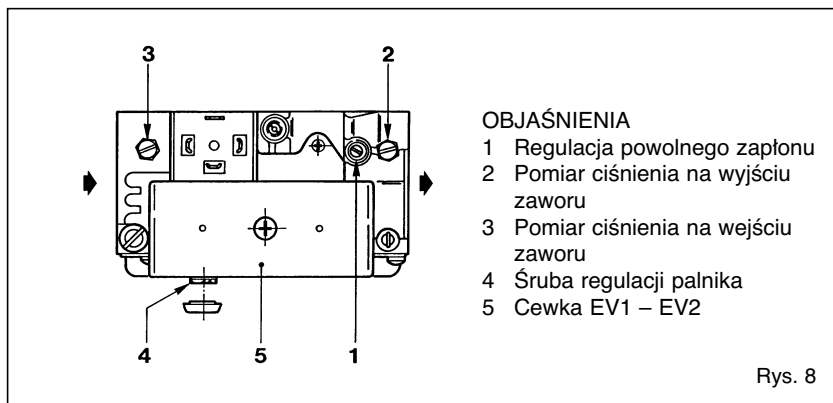 3
2
OBJAŚNIENIA
1 Regulacja powolnego zapłonu
2 Pomiar ciśnienia na wyjściu
zaworu
3 Pomiar ciśnienia na wejściu
zaworu
4 Śruba regulacji palnika
5 Cewka EV1 – EV2
4
5
1
Rys. 8